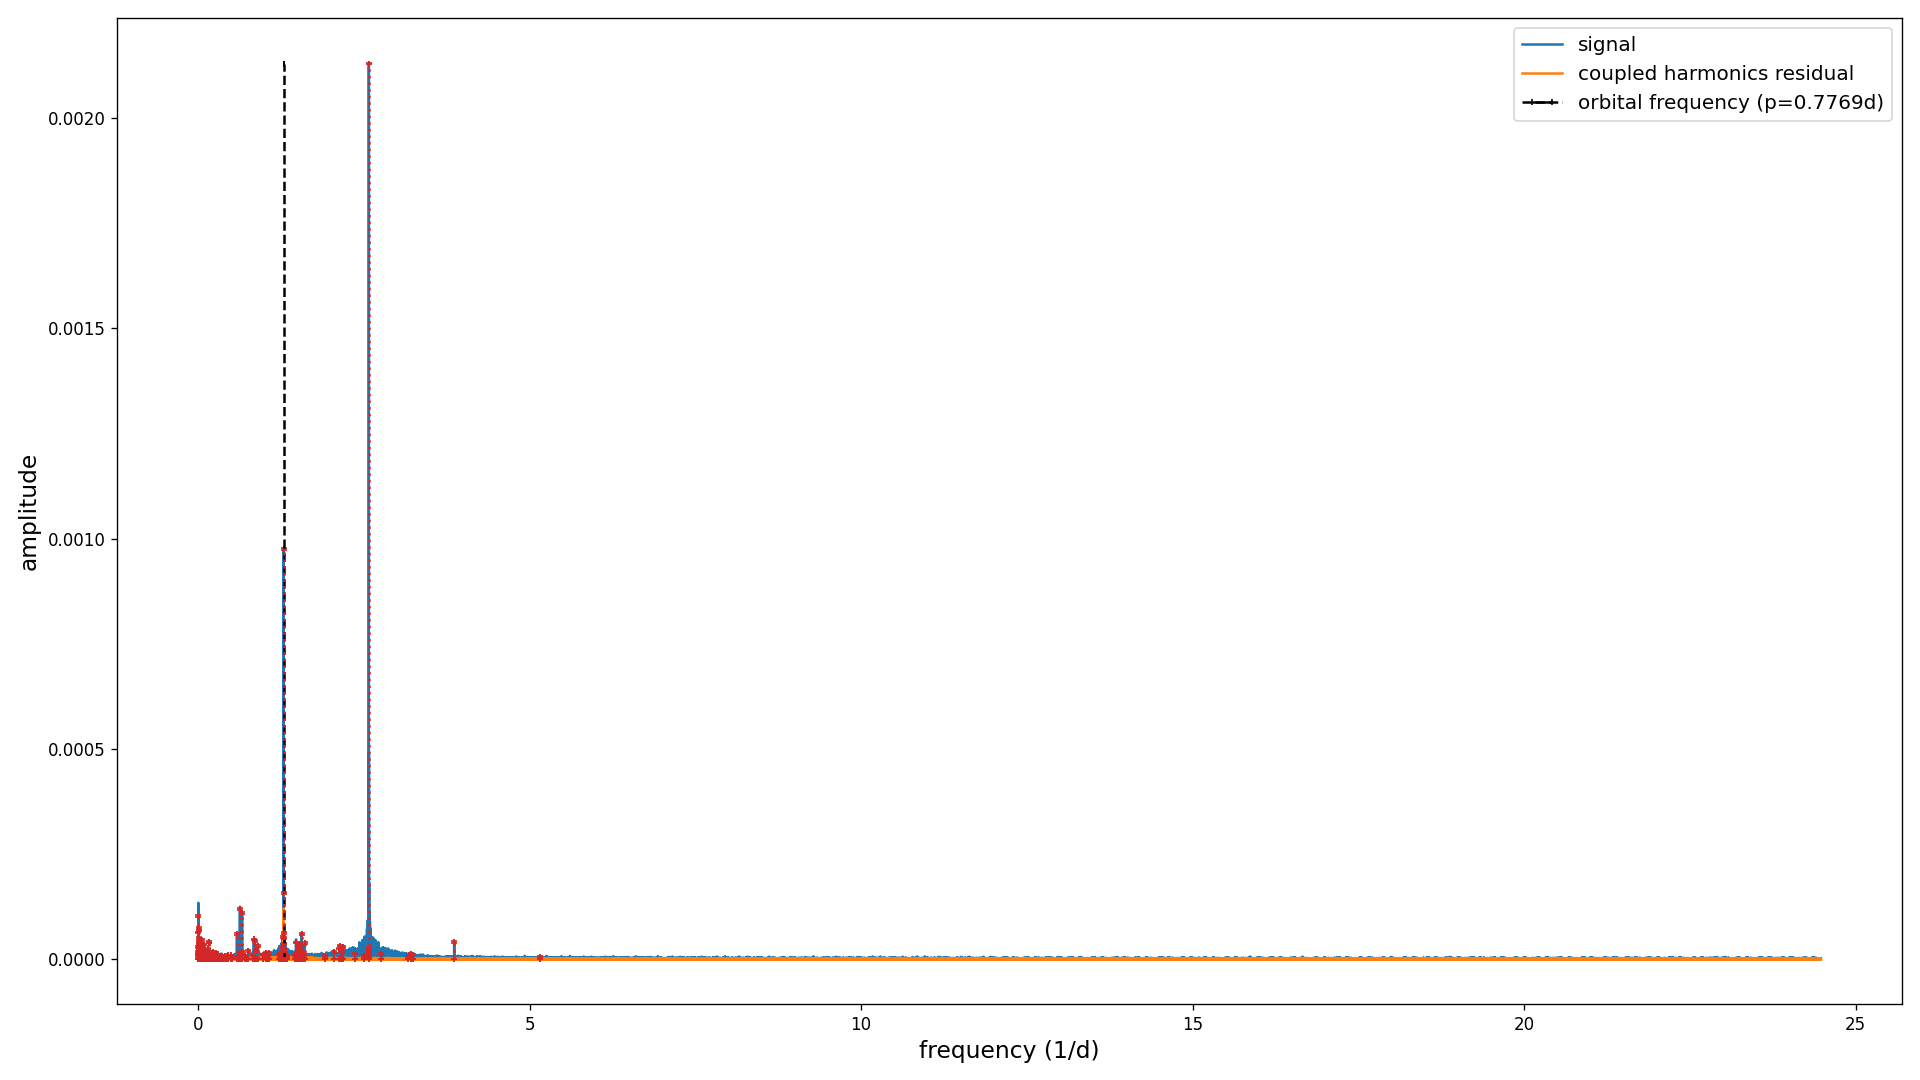 signal
coupled harmonics residual
orbital frequency (p=0.7769d)
0.0020
0.0015
0.0010
0.0005
0.0000
amplitude
0 5 10 15 20 25
frequency (1/d)